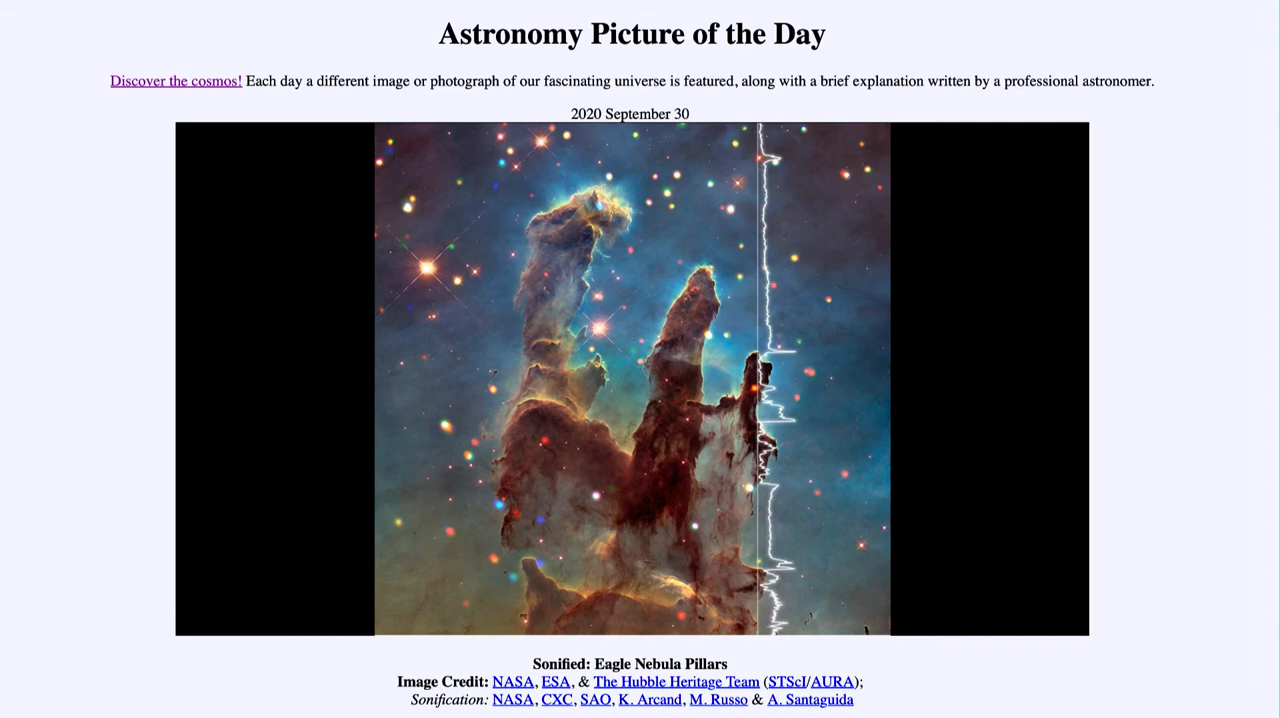 Astronomy Picture of the Day
Discover the cosmos! Each day a different image or photograph of our fascinating universe is featured, along with a brief explanation written by a professional astronomer.
2020 September 30
Sonified: Eagle Nebula Pillars
Image Credit: NASA, ESA, & The Hubble Heritage Team (STScI/AURA);
Sonification: NASA, CXC, SAO, K. Arcand, M. Russo & A. Santaguida